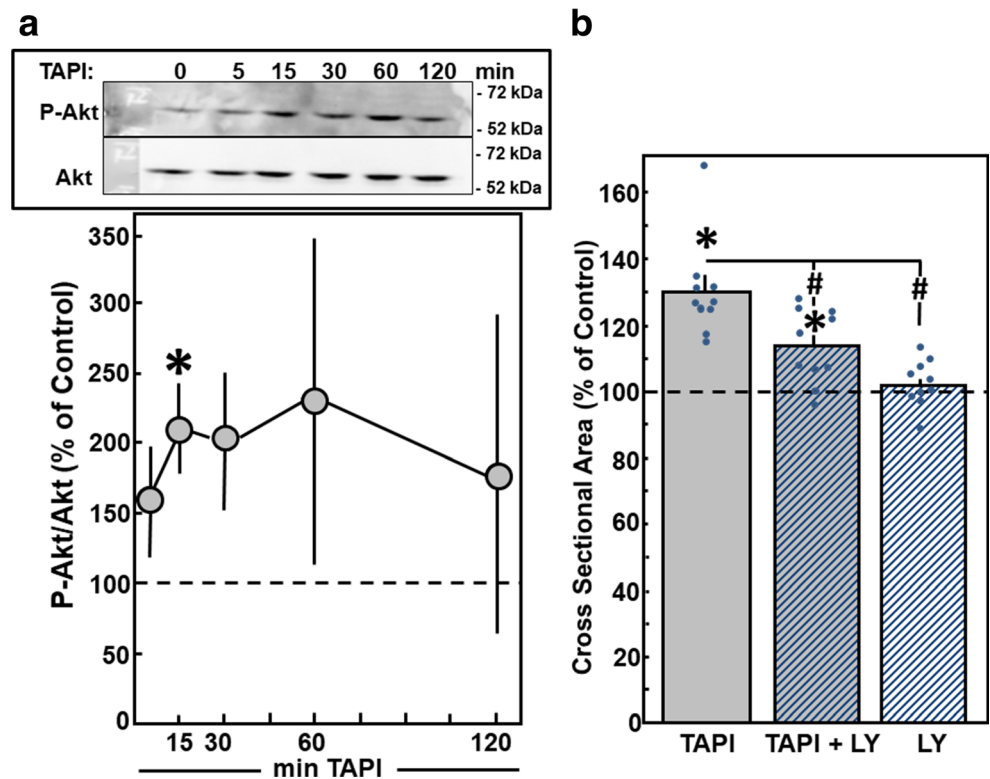 a
TAPI: 0 5 15 30 60 120 min
P-Akt
- 72 kDa
- 52 kDa
Akt
- 72 kDa
- 52 kDa
P-Akt/Akt (% of Control)
350
300
250
200
150
100
50
0
*
15 30 60 120
min TAPI
b
Cross Sectional Area (% of Control)
160
140
120
100
80
60
40
20
0
*
#
*
#
TAPI TAPI + LY LY